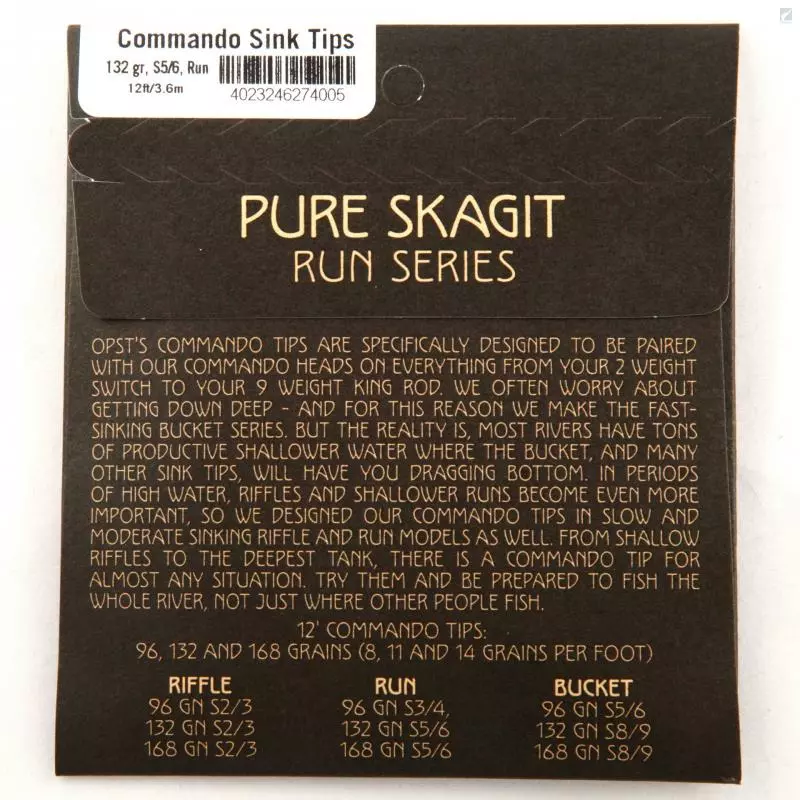 Commando Sink Tips
132 gr, S5/6, Run
12ft/3.6m
4023246274005
PURE SKAGIT
RUN SERIES
OPST'S COMMANDO TIPS ARE SPECIFICALLY DESIGNED TO BE PAIRED
WITH OUR COMMANDO HEADS ON EVERYTHING FROM YOUR 2 WEIGHT
SWITCH TO YOUR 9 WEIGHT KING ROD. WE OFTEN WORRY ABOUT
GETTING DOWN DEEP - AND FOR THIS REASON WE MAKE THE FAST-
SINKING BUCKET SERIES. BUT THE REALITY IS, MOST RIVERS HAVE TONS
OF PRODUCTIVE SHALLOWER WATER WHERE THE BUCKET, AND MANY
OTHER SINK TIPS, WILL HAVE YOU DRAGGING BOTTOM. IN PERIODS
OF HIGH WATER, RIFFLES AND SHALLOWER RUNS BECOME EVEN MORE
IMPORTANT, SO WE DESIGNED OUR COMMANDO TIPS IN SLOW AND
MODERATE SINKING RIFFLE AND RUN MODELS AS WELL. FROM SHALLOW
RIFFLES TO THE DEEPEST TANK, THERE IS A COMMANDO TIP FOR
ALMOST ANY SITUATION. TRY THEM AND BE PREPARED TO FISH THE
WHOLE RIVER, NOT JUST WHERE OTHER PEOPLE FISH.
12' COMMANDO TIPS:
96, 132 AND 168 GRAINS (8, 11 AND 14 GRAINS PER FOOT)
RIFFLE RUN BUCKET
96 GN S2/3 96 GN S3/4, 96 GN S5/6
132 GN S2/3 132 GN S5/6 132 GN S8/9
168 GN S2/3 168 GN S5/6 168 GN S8/9